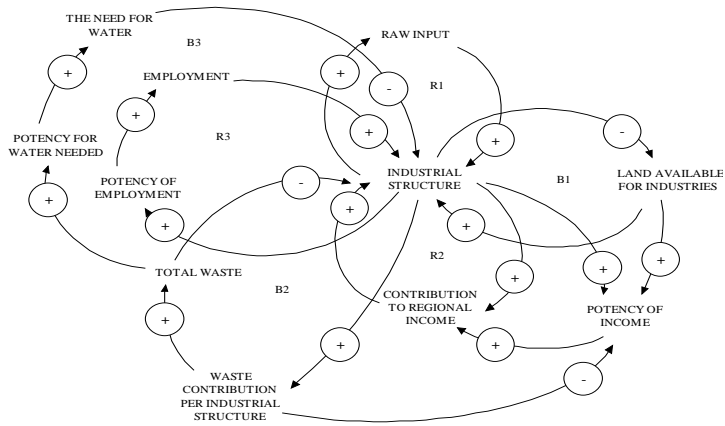 THE NEED FOR
WATER
B3
RAW INPUT
+
+
EMPLOYMENT
-
R1
+
R3
+
+
-
POTENCY FOR
WATER NEEDED
INDUSTRIAL
STRUCTURE
LAND AVAILABLE
FOR INDUSTRIES
B1
POTENCY OF
EMPLOYMENT
-
+
+
+
+
R2
TOTAL WASTE
+
+
+
B2
CONTRIBUTION
TO REGIONAL
INCOME
POTENCY OF
INCOME
+
+
+
WASTE
CONTRIBUTION
PER INDUSTRIAL
STRUCTURE
-